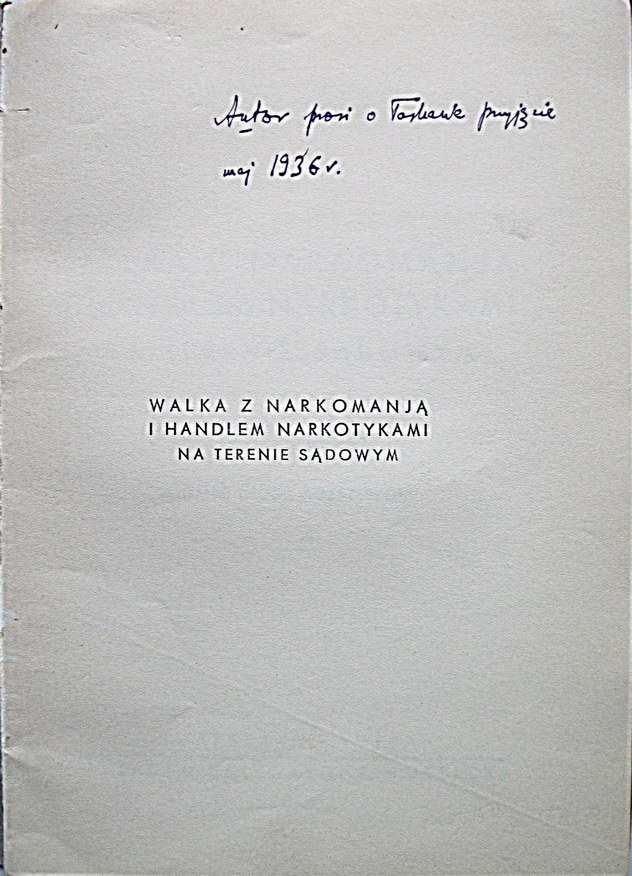 Autor prosi o łaskawe przyjęcie
maj 1936 r.
WALKA Z NARKOMANJĄ
I HANDLEM NARKOTYKAMI
NA TERENIE SĄDOWYM